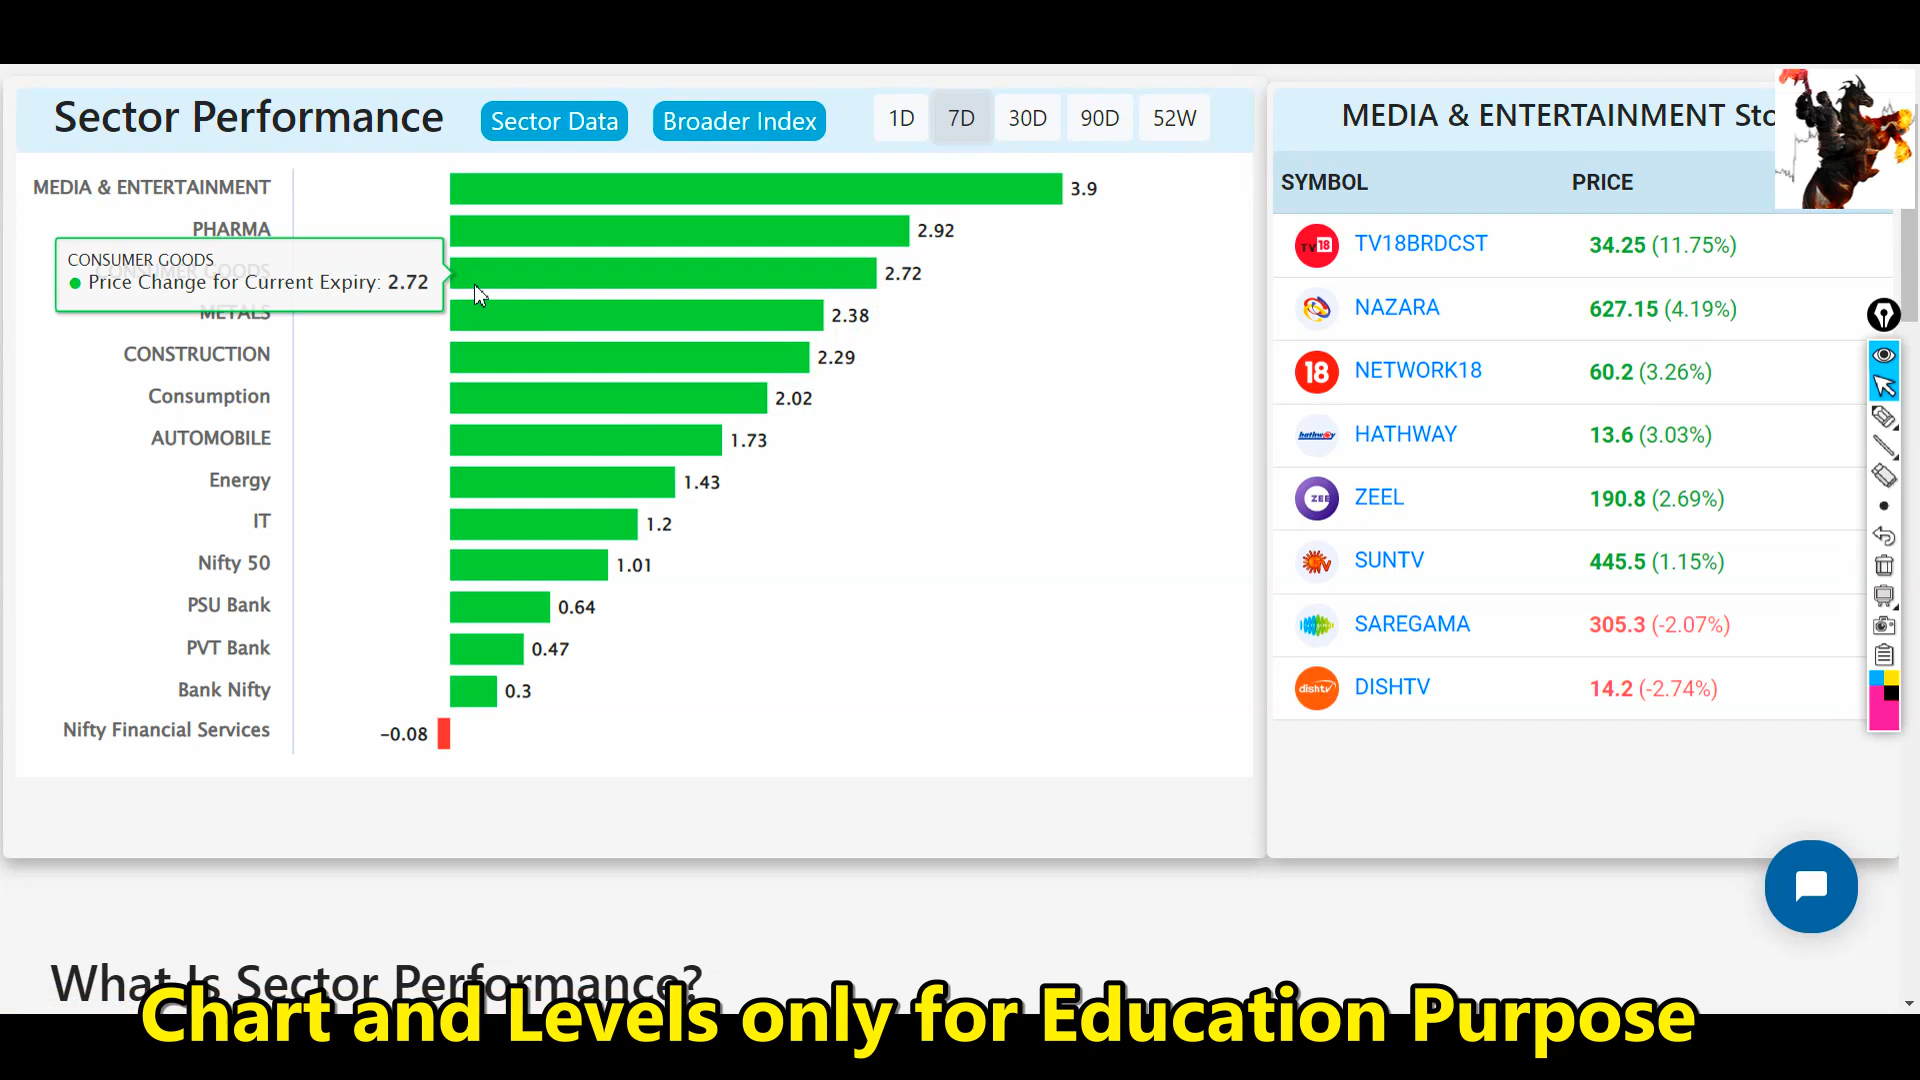 Sector Performance
Sector Data
Broader Index
1D
7D
30D
90D
52W
MEDIA & ENTERTAINMENT
3.9
PHARMA
2.92
CONSUMER GOODS
CONSUMER GOODS
Price Change for Current Expiry: 2.72
2.72
METALS
2.38
CONSTRUCTION
2.29
Consumption
2.02
AUTOMOBILE
1.73
Energy
1.43
IT
1.2
Nifty 50
1.01
PSU Bank
0.64
PVT Bank
0.47
Bank Nifty
0.3
Nifty Financial Services
−0.08
MEDIA & ENTERTAINMENT
SYMBOL PRICE
TV18 TV18BRDCST 34.25 (11.75%)
NAZARA 627.15 (4.19%)
18 NETWORK18 60.2 (3.26%)
hathway HATHWAY 13.6 (3.03%)
ZEE ZEEL 190.8 (2.69%)
SUNTV 445.5 (1.15%)
SAREGAMA 305.3 (-2.07%)
dishtv DISHTV 14.2 (-2.74%)
What Is Sector Performance?
Chart and Levels only for Education Purpose